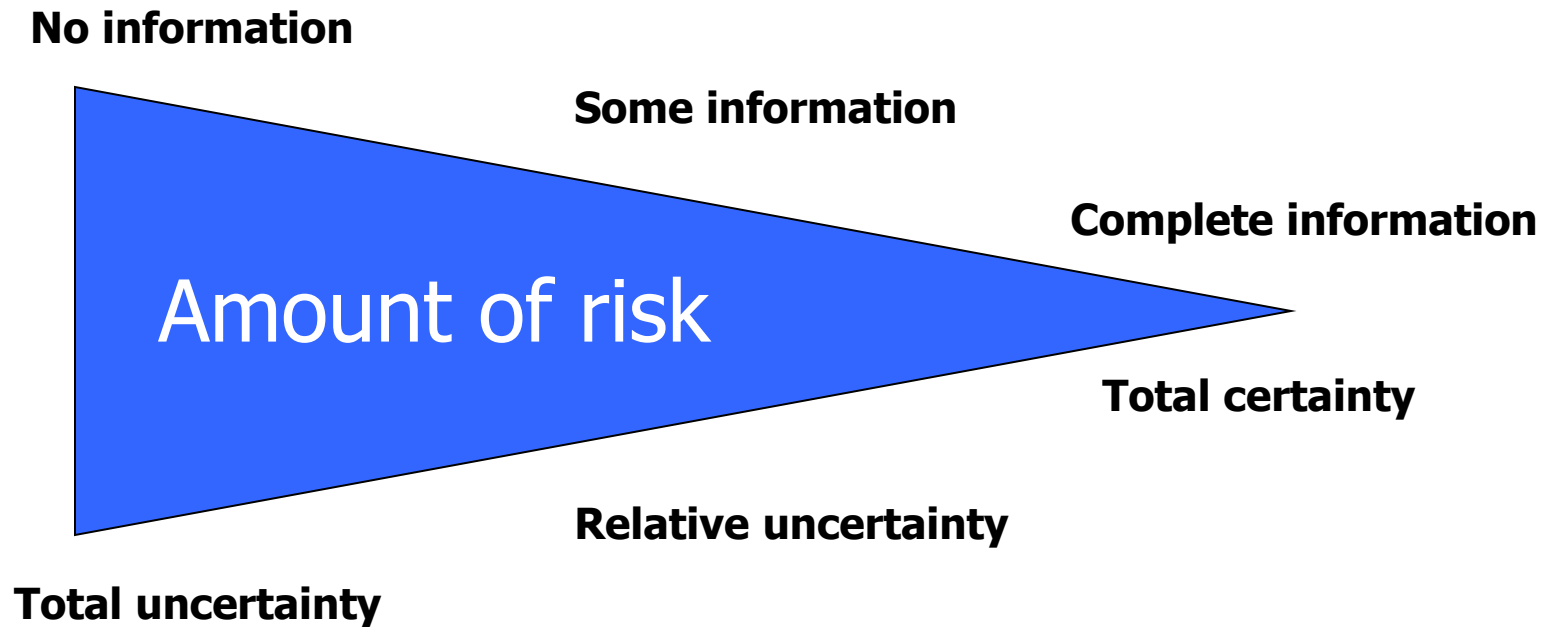 No information
Some information
Complete information
Amount of risk
Total certainty
Relative uncertainty
Total uncertainty